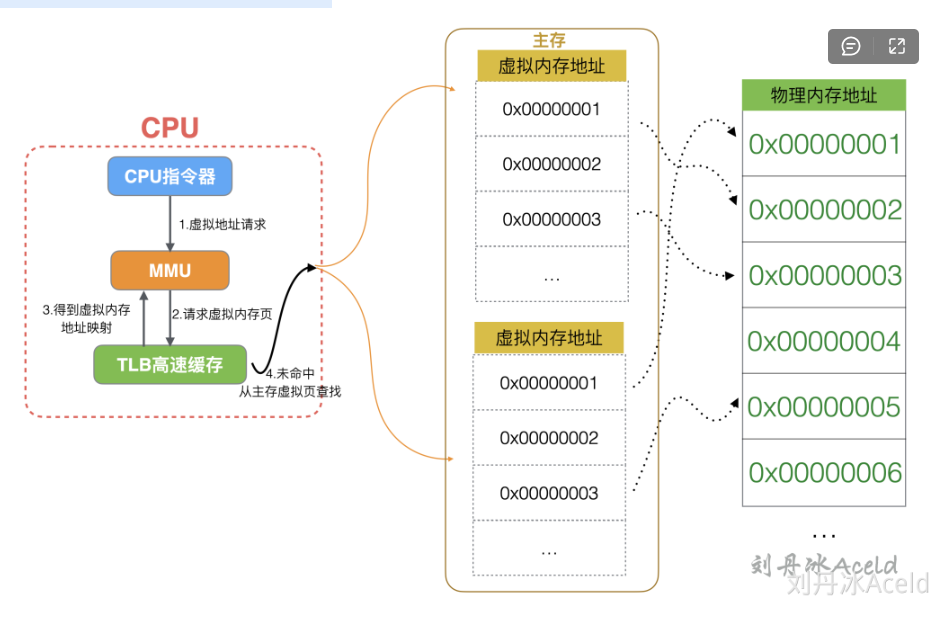 CPU
CPU指令器
1.虚拟地址请求
MMU
3.得到虚拟内存
地址映射
2.请求虚拟内存页
TLB高速缓存
4.未命中
从主存虚拟页查找
主存
虚拟内存地址
0x00000001
0x00000002
0x00000003
...
虚拟内存地址
0x00000001
0x00000002
0x00000003
...
物理内存地址
0x00000001
0x00000002
0x00000003
0x00000004
0x00000005
0x00000006
...
刘丹冰Aceld
刘丹冰Aceld